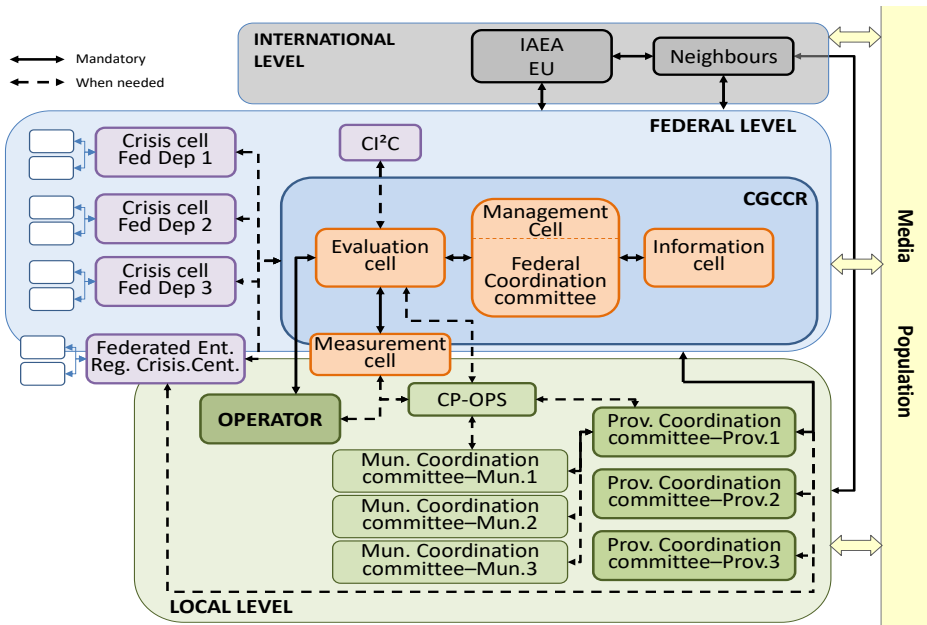 INTERNATIONAL
LEVEL
IAEA
EU
Neighbours
Mandatory
When needed
FEDERAL LEVEL
Crisis cell
Fed Dep 1
CI²C
CGCCR
Crisis cell
Fed Dep 2
Evaluation
cell
Management
Cell
Federal
Coordination
committee
Information
cell
Crisis cell
Fed Dep 3
Federated Ent.
Reg. Crisis.Cent.
Measurement
cell
Media
Population
OPERATOR
CP-OPS
Prov. Coordination
committee–Prov.1
Mun. Coordination
committee–Mun.1
Prov. Coordination
committee–Prov.2
Mun. Coordination
committee–Mun.2
Prov. Coordination
committee–Prov.3
Mun. Coordination
committee–Mun.3
LOCAL LEVEL